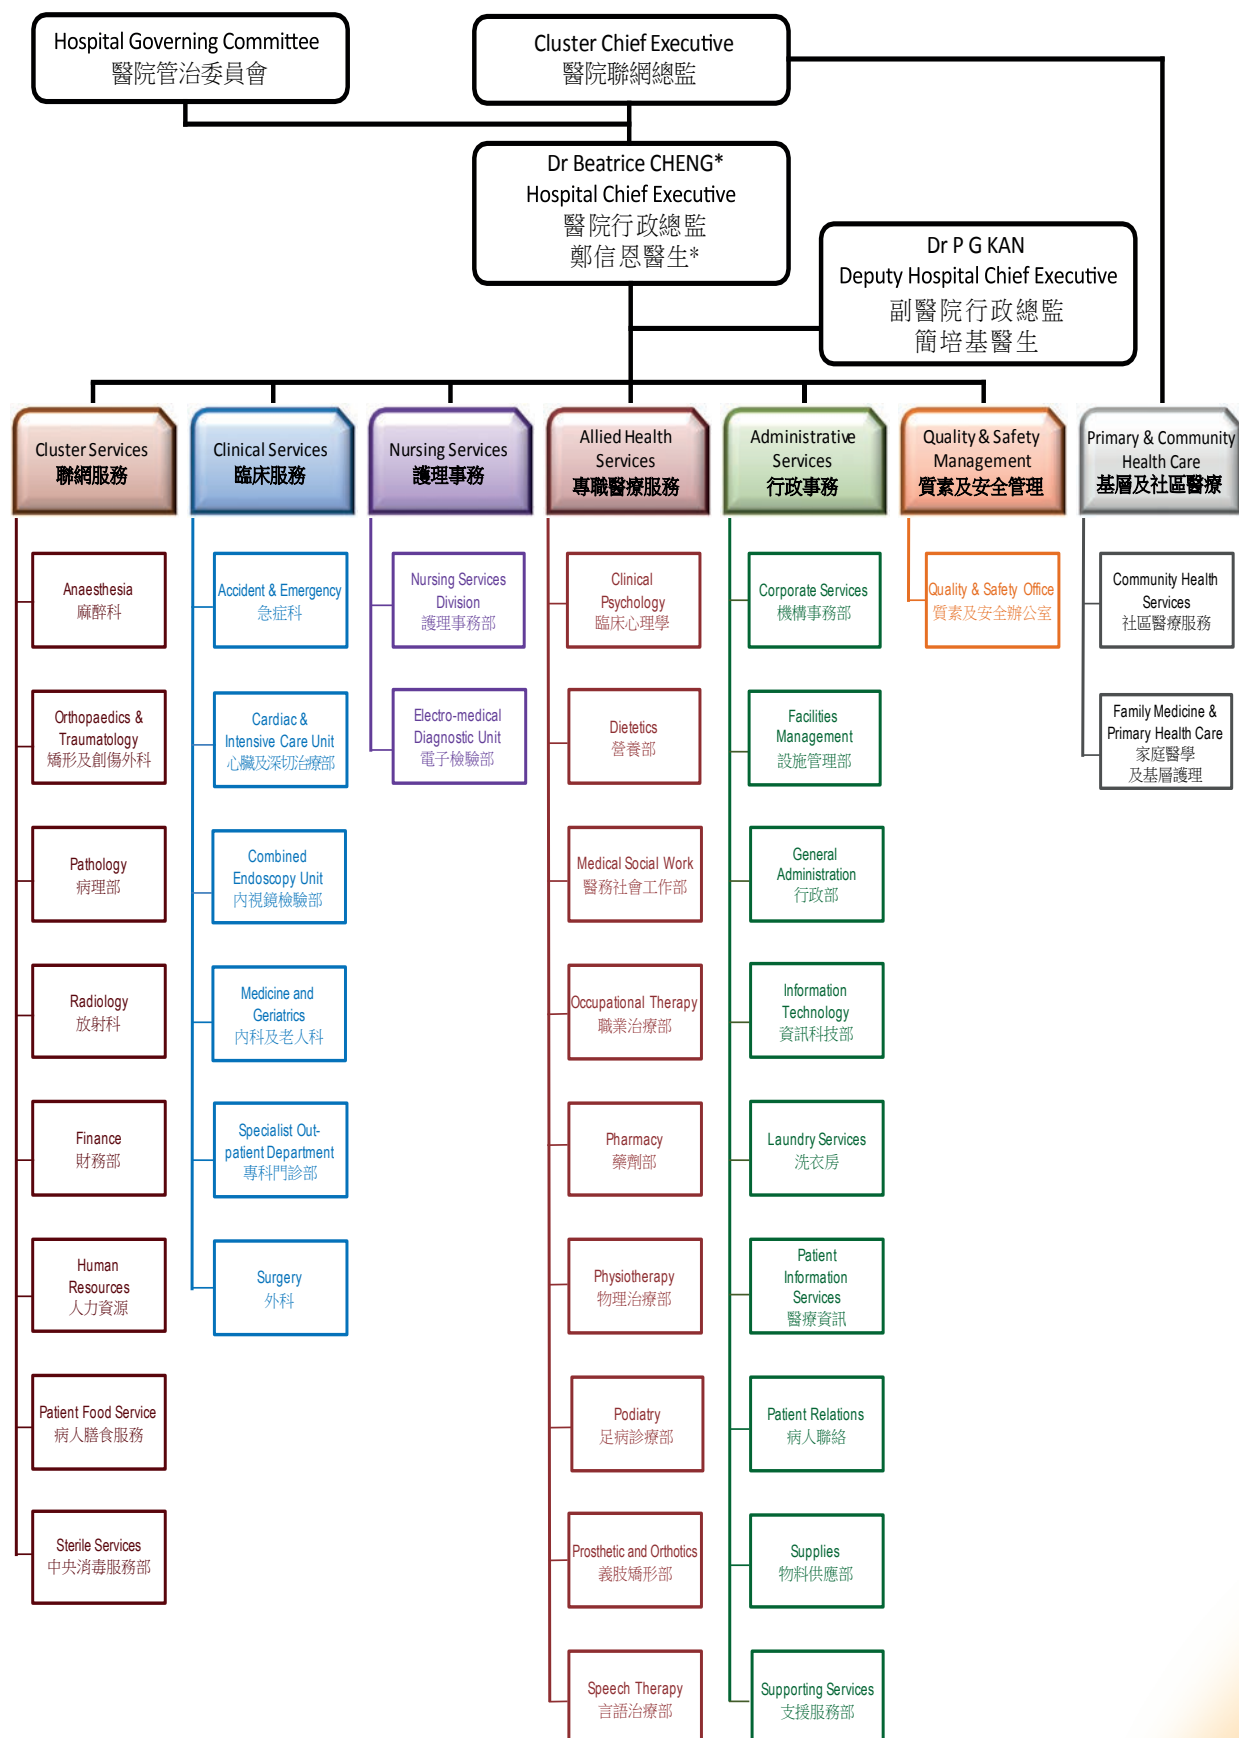 Hospital Governing Committee
醫院管治委員會
Cluster Chief Executive
醫院聯網總監
Dr Beatrice CHENG*
Hospital Chief Executive
醫院行政總監
鄭信恩醫生*
Dr P G KAN
Deputy Hospital Chief Executive
副醫院行政總監
簡培基醫生
Cluster Services
聯網服務
Clinical Services
臨床服務
Nursing Services
護理事務
Allied Health
Services
專職醫療服務
Administrative
Services
行政事務
Quality & Safety
Management
質素及安全管理
Primary & Community
Health Care
基層及社區醫療
Anaesthesia
麻醉科
Orthopaedics &
Traumatology
矯形及創傷外科
Pathology
病理部
Radiology
放射科
Finance
財務部
Human
Resources
人力資源
Patient Food Service
病人膳食服務
Sterile Services
中央消毒服務部
Accident & Emergency
急症科
Cardiac &
Intensive Care Unit
心臟及深切治療部
Combined
Endoscopy Unit
內視鏡檢驗部
Medicine and
Geriatrics
內科及老人科
Specialist Out-
patient Department
專科門診部
Surgery
外科
Nursing Services
Division
護理事務部
Electro-medical
Diagnostic Unit
電子檢驗部
Clinical
Psychology
臨床心理學
Dietetics
營養部
Medical Social Work
醫務社會工作部
Occupational Therapy
職業治療部
Pharmacy
藥劑部
Physiotherapy
物理治療部
Podiatry
足病診療部
Prosthetic and Orthotics
義肢矯形部
Speech Therapy
言語治療部
Corporate Services
機構事務部
Facilities
Management
設施管理部
General
Administration
行政部
Information
Technology
資訊科技部
Laundry Services
洗衣房
Patient
Information
Services
醫療資訊
Patient Relations
病人聯絡
Supplies
物料供應部
Supporting Services
支援服務部
Quality & Safety Office
質素及安全辦公室
Community Health
Services
社區醫療服務
Family Medicine &
Primary Health Care
家庭醫學
及基層護理